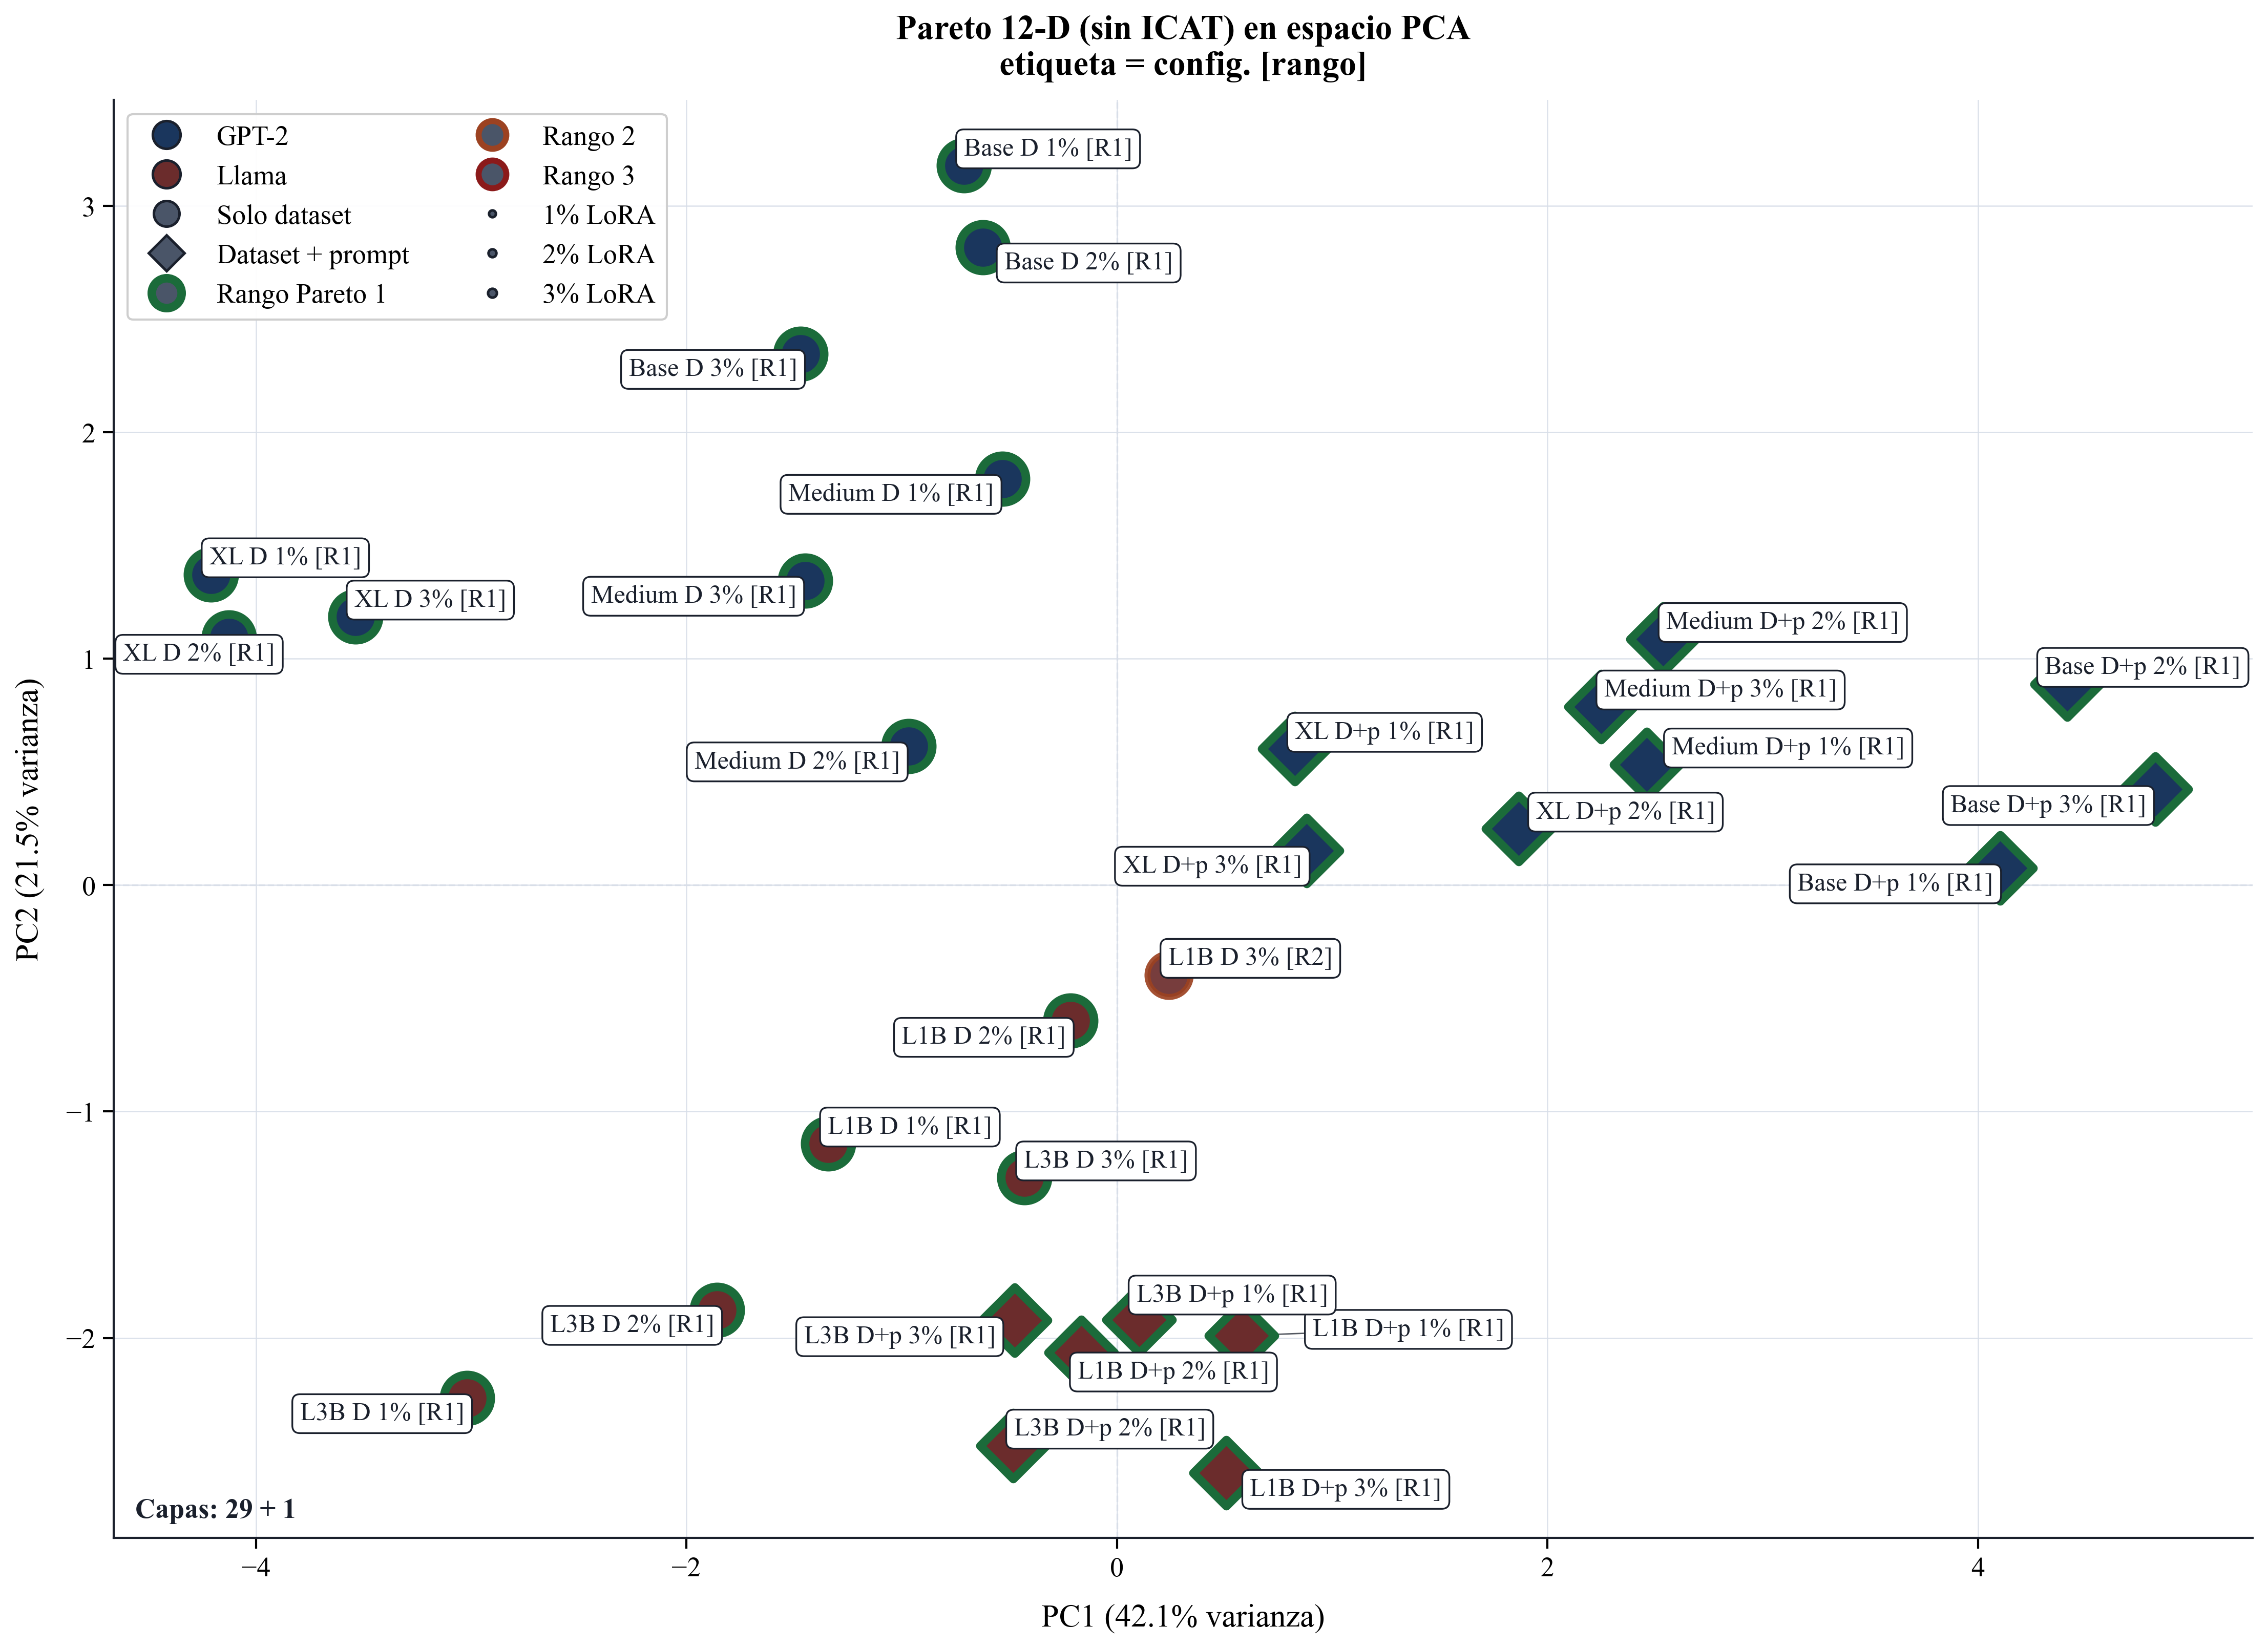 Pareto 12-D (sin ICAT) en espacio PCA
etiqueta = config. [rango]
GPT-2
Llama
Solo dataset
Dataset + prompt
Rango Pareto 1
Rango 2
Rango 3
1% LoRA
2% LoRA
3% LoRA
Base D 1% [R1]
Base D 2% [R1]
Base D 3% [R1]
Medium D 1% [R1]
XL D 1% [R1]
Medium D 3% [R1]
XL D 3% [R1]
XL D 2% [R1]
Medium D+p 2% [R1]
Base D+p 2% [R1]
Medium D+p 3% [R1]
XL D+p 1% [R1]
Medium D+p 1% [R1]
Medium D 2% [R1]
Base D+p 3% [R1]
XL D+p 2% [R1]
XL D+p 3% [R1]
Base D+p 1% [R1]
L1B D 3% [R2]
L1B D 2% [R1]
L1B D 1% [R1]
L3B D 3% [R1]
L3B D+p 1% [R1]
L3B D 2% [R1]
L3B D+p 3% [R1]
L1B D+p 1% [R1]
L1B D+p 2% [R1]
L3B D 1% [R1]
L3B D+p 2% [R1]
L1B D+p 3% [R1]
Capas: 29 + 1
3
2
1
0
−1
−2
PC2 (21.5% varianza)
−4
−2
0
2
4
PC1 (42.1% varianza)